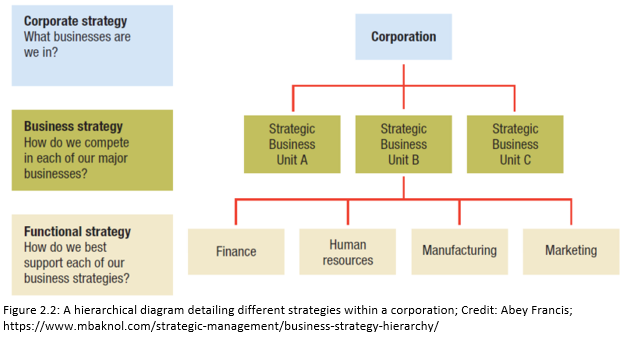 Corporate strategy
What businesses are
we in?
Corporation
Business strategy
How do we compete
in each of our major
businesses?
Strategic
Business
Unit A
Strategic
Business
Unit B
Strategic
Business
Unit C
Functional strategy
How do we best
support each of our
business strategies?
Finance
Human
resources
Manufacturing
Marketing
Figure 2.2: A hierarchical diagram detailing different strategies within a corporation; Credit: Abey Francis;
https://www.mbaknol.com/strategic-management/business-strategy-hierarchy/